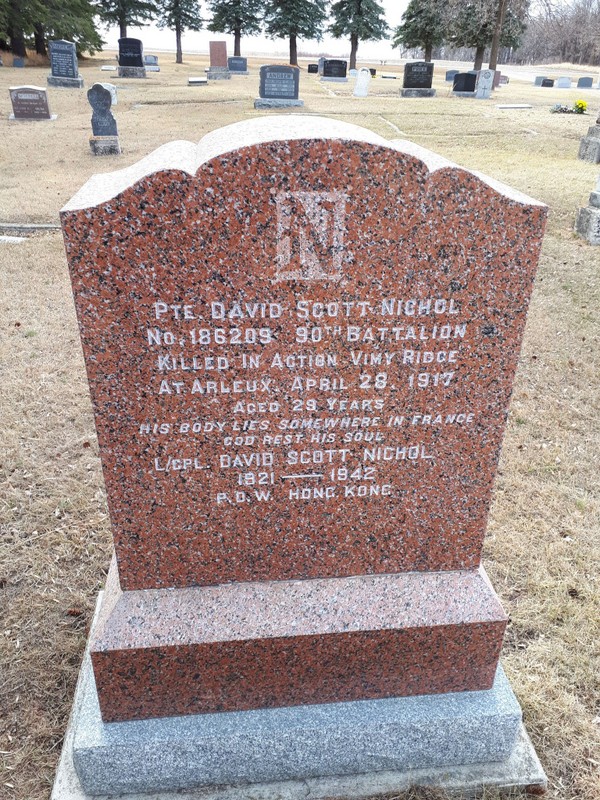 ANDREW
N
PTE. DAVID SCOTT NICHOL
No. 186209 90TH BATTALION
KILLED IN ACTION VIMY RIDGE
AT ARLEUX, APRIL 28, 1917
AGED 29 YEARS
HIS BODY LIES SOMEWHERE IN FRANCE
GOD REST HIS SOUL
L/CPL. DAVID SCOTT NICHOL
1921 — 1942
P.O.W. HONG KONG